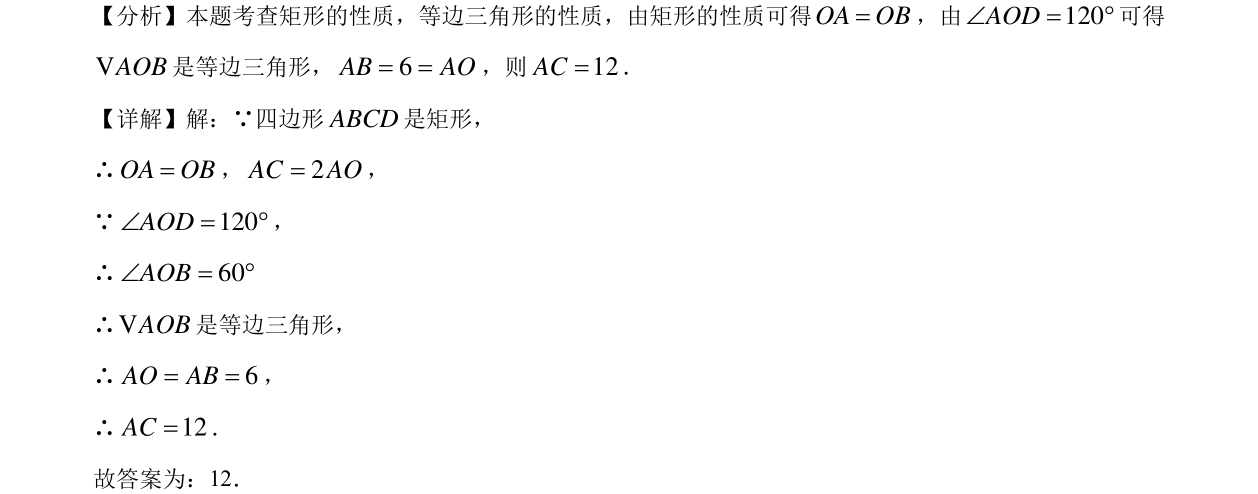 【分析】本题考查矩形的性质，等边三角形的性质，由矩形的性质可得OA=OB，由∠AOD=120°可得
VAOB是等边三角形，AB=6=AO，则AC=12．
【详解】解：∵四边形ABCD是矩形，
∴OA=OB，AC=2AO，
∵∠AOD=120°，
∴∠AOB=60°
∴VAOB是等边三角形，
∴AO=AB=6，
∴AC=12．
故答案为：12．